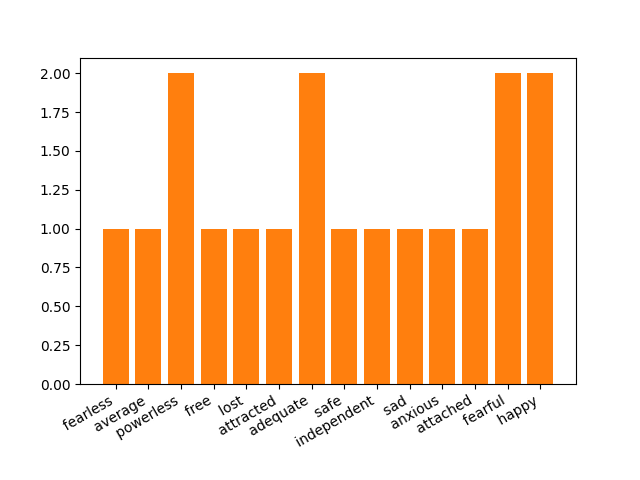 2.00
1.75
1.50
1.25
1.00
0.75
0.50
0.25
0.00
fearless
average
powerless
free
lost
attracted
adequate
safe
independent
sad
anxious
attached
fearful
happy